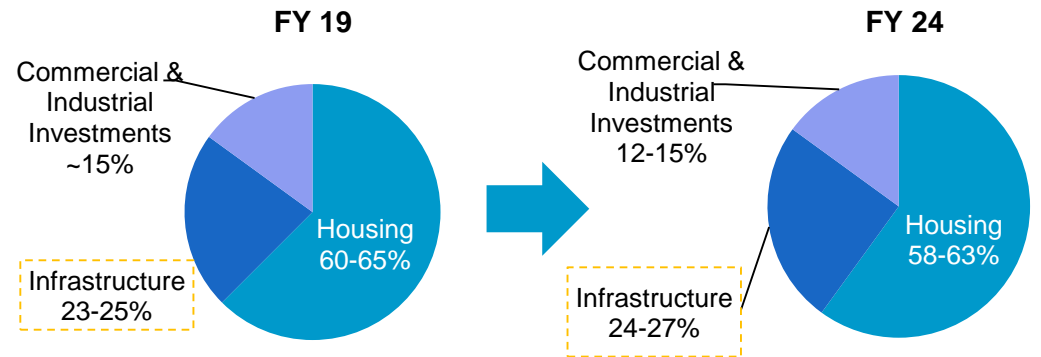 FY 19
Commercial &
Industrial
Investments
~15%
Housing
60-65%
Infrastructure
23-25%
FY 24
Commercial &
Industrial
Investments
12-15%
Housing
58-63%
Infrastructure
24-27%